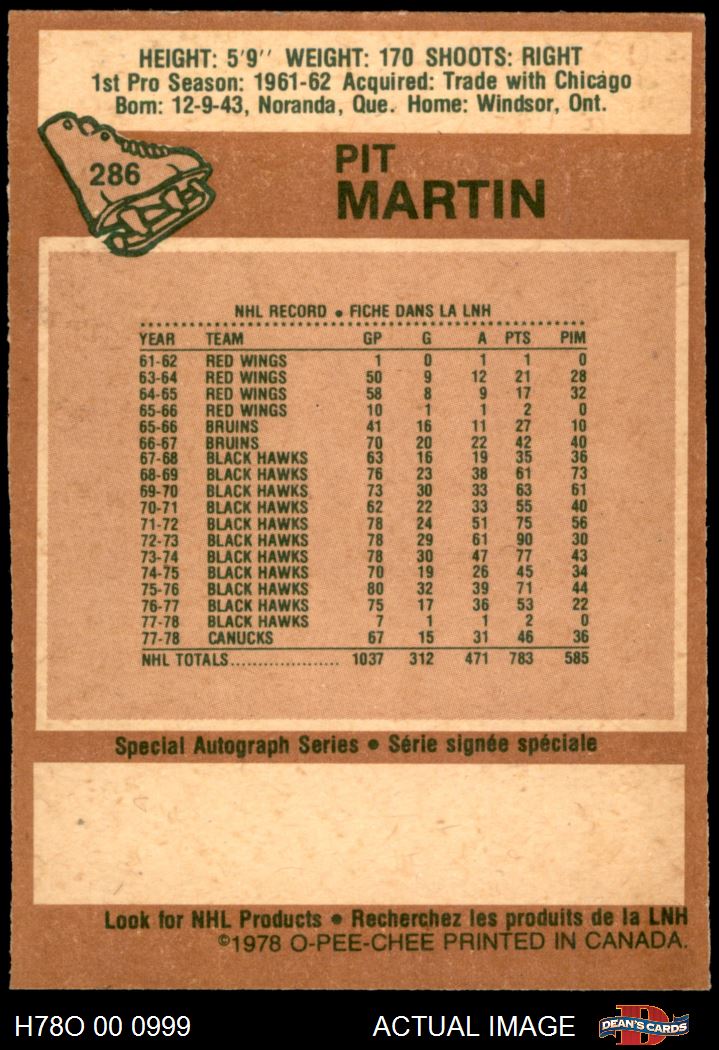 HEIGHT: 5'9'' WEIGHT: 170 SHOOTS: RIGHT
1st Pro Season: 1961-62 Acquired: Trade with Chicago
Born: 12-9-43, Noranda, Que. Home: Windsor, Ont.
286
PIT
MARTIN
NHL RECORD • FICHE DANS LA LNH
YEAR TEAM GP G A PTS PIM
61-62 RED WINGS 1 0 1 1 0
63-64 RED WINGS 50 9 12 21 28
64-65 RED WINGS 58 8 9 17 32
65-66 RED WINGS 10 1 1 2 0
65-66 BRUINS 41 16 11 27 10
66-67 BRUINS 70 20 22 42 40
67-68 BLACK HAWKS 63 16 19 35 36
68-69 BLACK HAWKS 76 23 38 61 73
69-70 BLACK HAWKS 73 30 33 63 61
70-71 BLACK HAWKS 62 22 33 55 40
71-72 BLACK HAWKS 78 24 51 75 56
72-73 BLACK HAWKS 78 29 61 90 30
73-74 BLACK HAWKS 78 30 47 77 43
74-75 BLACK HAWKS 70 19 26 45 34
75-76 BLACK HAWKS 80 32 39 71 44
76-77 BLACK HAWKS 75 17 36 53 22
77-78 BLACK HAWKS 7 1 1 2 0
77-78 CANUCKS 67 15 31 46 36
NHL TOTALS.................... 1037 312 471 783 585
Special Autograph Series • Série signée spéciale
Look for NHL Products • Recherchez les produits de la LNH
©1978 O-PEE-CHEE PRINTED IN CANADA.
H78O 00 0999 ACTUAL IMAGE DEAN'S CARDS